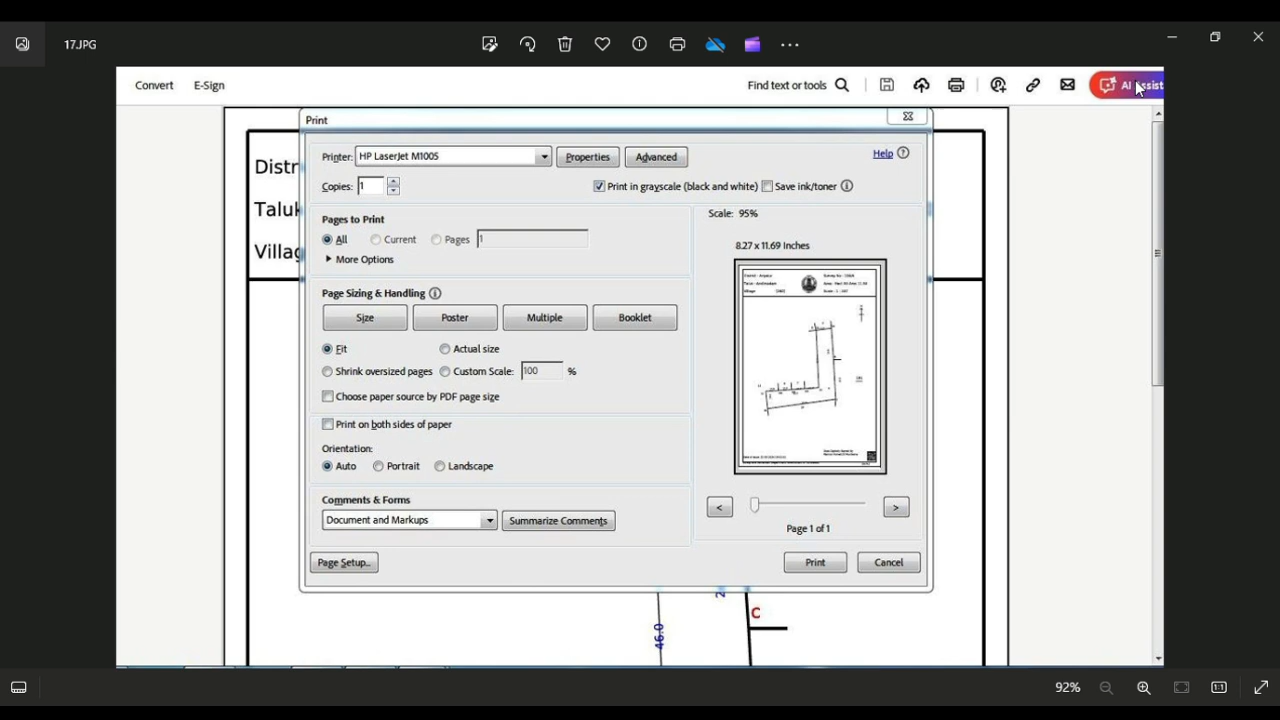 17.JPG
Convert E-Sign Find text or tools AI Assist
Print
Distr
Taluk
Villag
Printer: HP LaserJet M1005 Properties Advanced Help
Copies: 1 Print in grayscale (black and white) Save ink/toner
Pages to Print
All Current Pages 1
More Options
Scale: 95%
8.27 x 11.69 Inches
Page Sizing & Handling
Size Poster Multiple Booklet
Fit Actual size
Shrink oversized pages Custom Scale: 100 %
Choose paper source by PDF page size
Print on both sides of paper
Orientation:
Auto Portrait Landscape
Comments & Forms
Document and Markups Summarize Comments
< >
Page 1 of 1
Page Setup... Print Cancel
46.0
C
92% 1:1